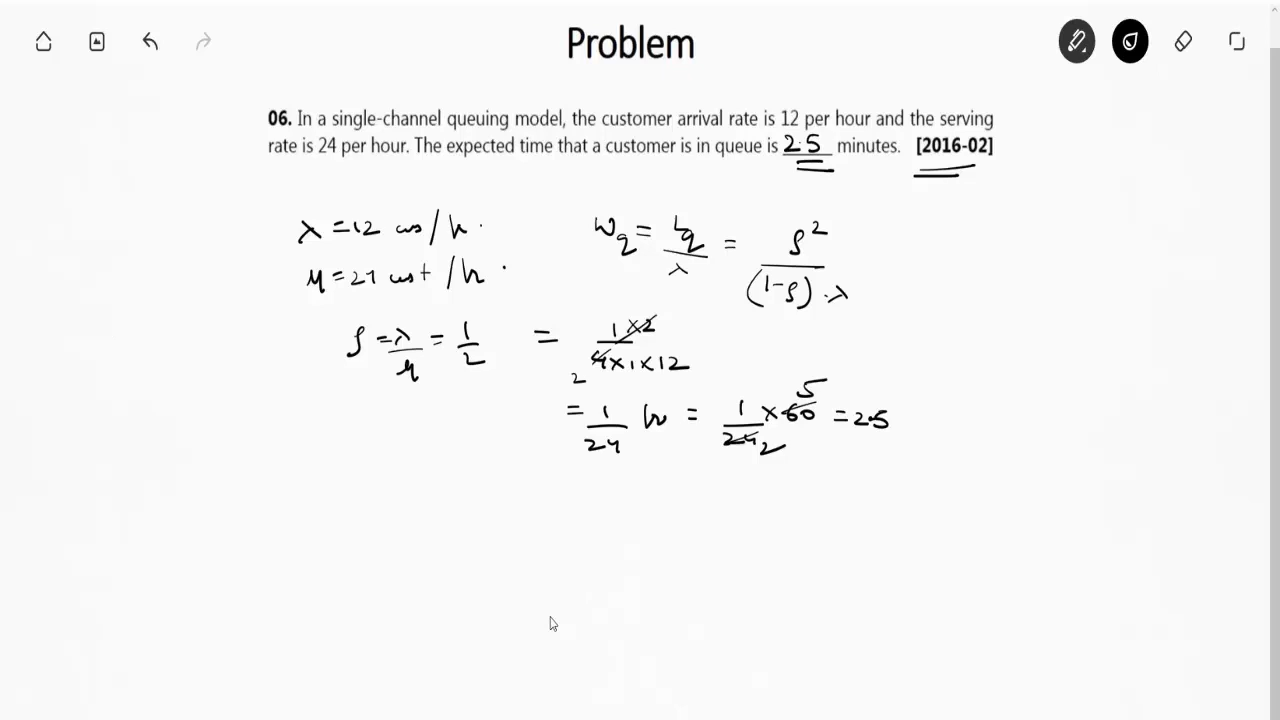 Problem
06. In a single-channel queuing model, the customer arrival rate is 12 per hour and the serving
rate is 24 per hour. The expected time that a customer is in queue is 2.5 minutes. [2016-02]
λ = 12 cus/h.
μ = 24 cust/h.
Wq = Lq/λ = ρ²/((1-ρ).λ)
ρ = λ/μ = 1/2
= 1×2/(4×1×12) 2
= 1/24 hr = 1/24 × 60 = 2.5
5
2